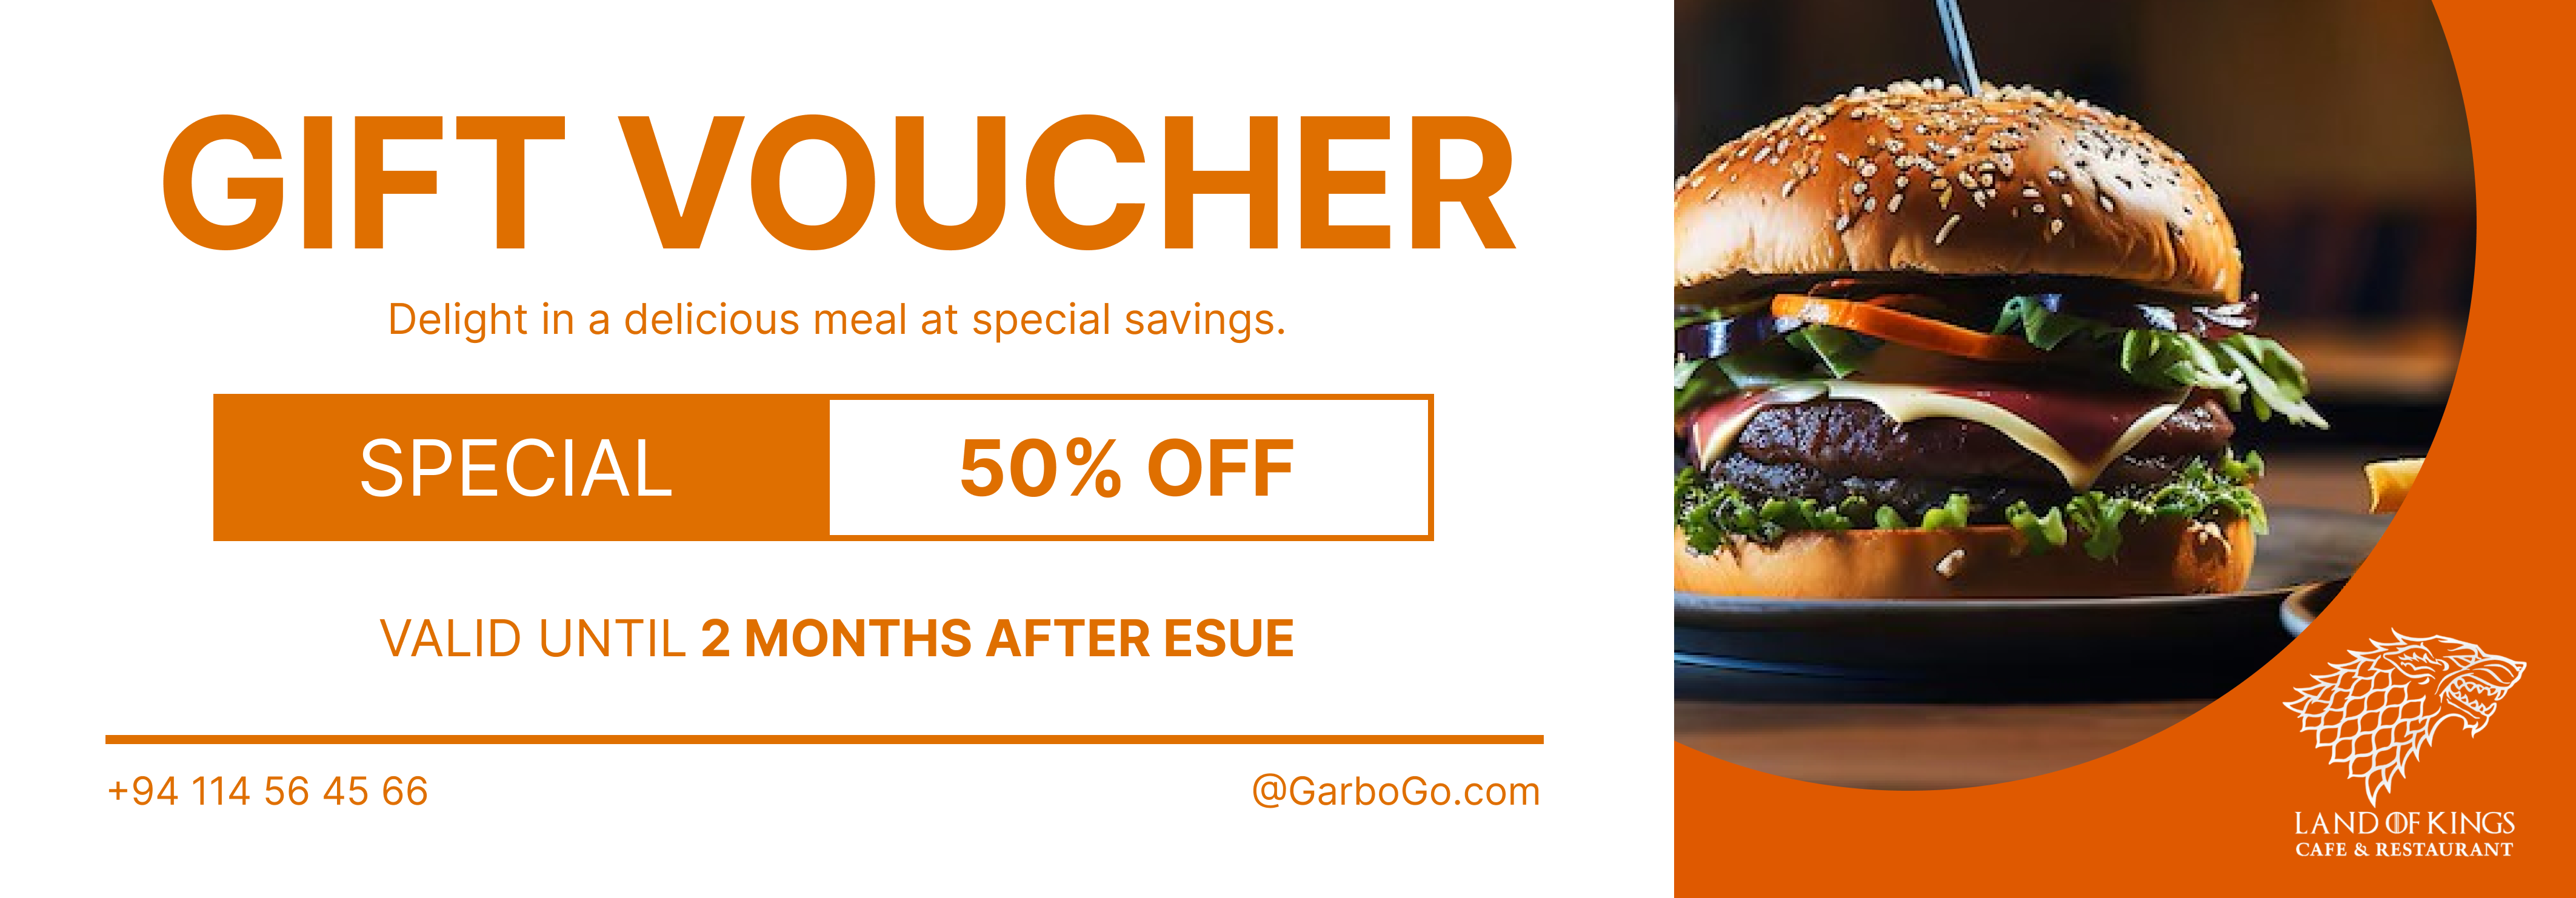 GIFT VOUCHER
Delight in a delicious meal at special savings.
SPECIAL
50% OFF
VALID UNTIL 2 MONTHS AFTER ESUE
+94 114 56 45 66
@GarboGo.com
LAND OF KINGS
CAFE & RESTAURANT